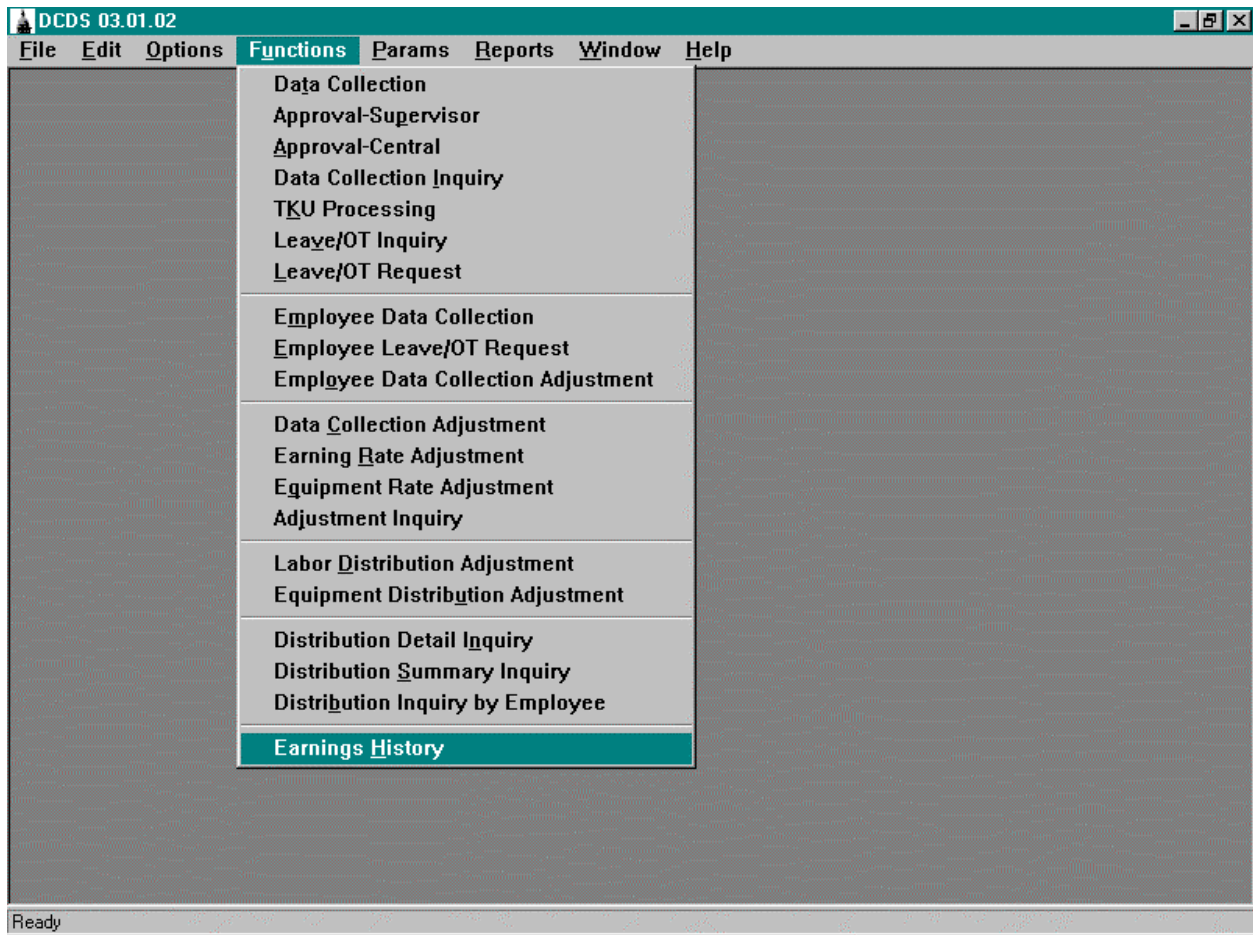 DCDS 03.01.02
File Edit Options Functions Params Reports Window Help
Data Collection
Approval-Supervisor
Approval-Central
Data Collection Inquiry
TKU Processing
Leave/OT Inquiry
Leave/OT Request
Employee Data Collection
Employee Leave/OT Request
Employee Data Collection Adjustment
Data Collection Adjustment
Earning Rate Adjustment
Equipment Rate Adjustment
Adjustment Inquiry
Labor Distribution Adjustment
Equipment Distribution Adjustment
Distribution Detail Inquiry
Distribution Summary Inquiry
Distribution Inquiry by Employee
Earnings History
Ready